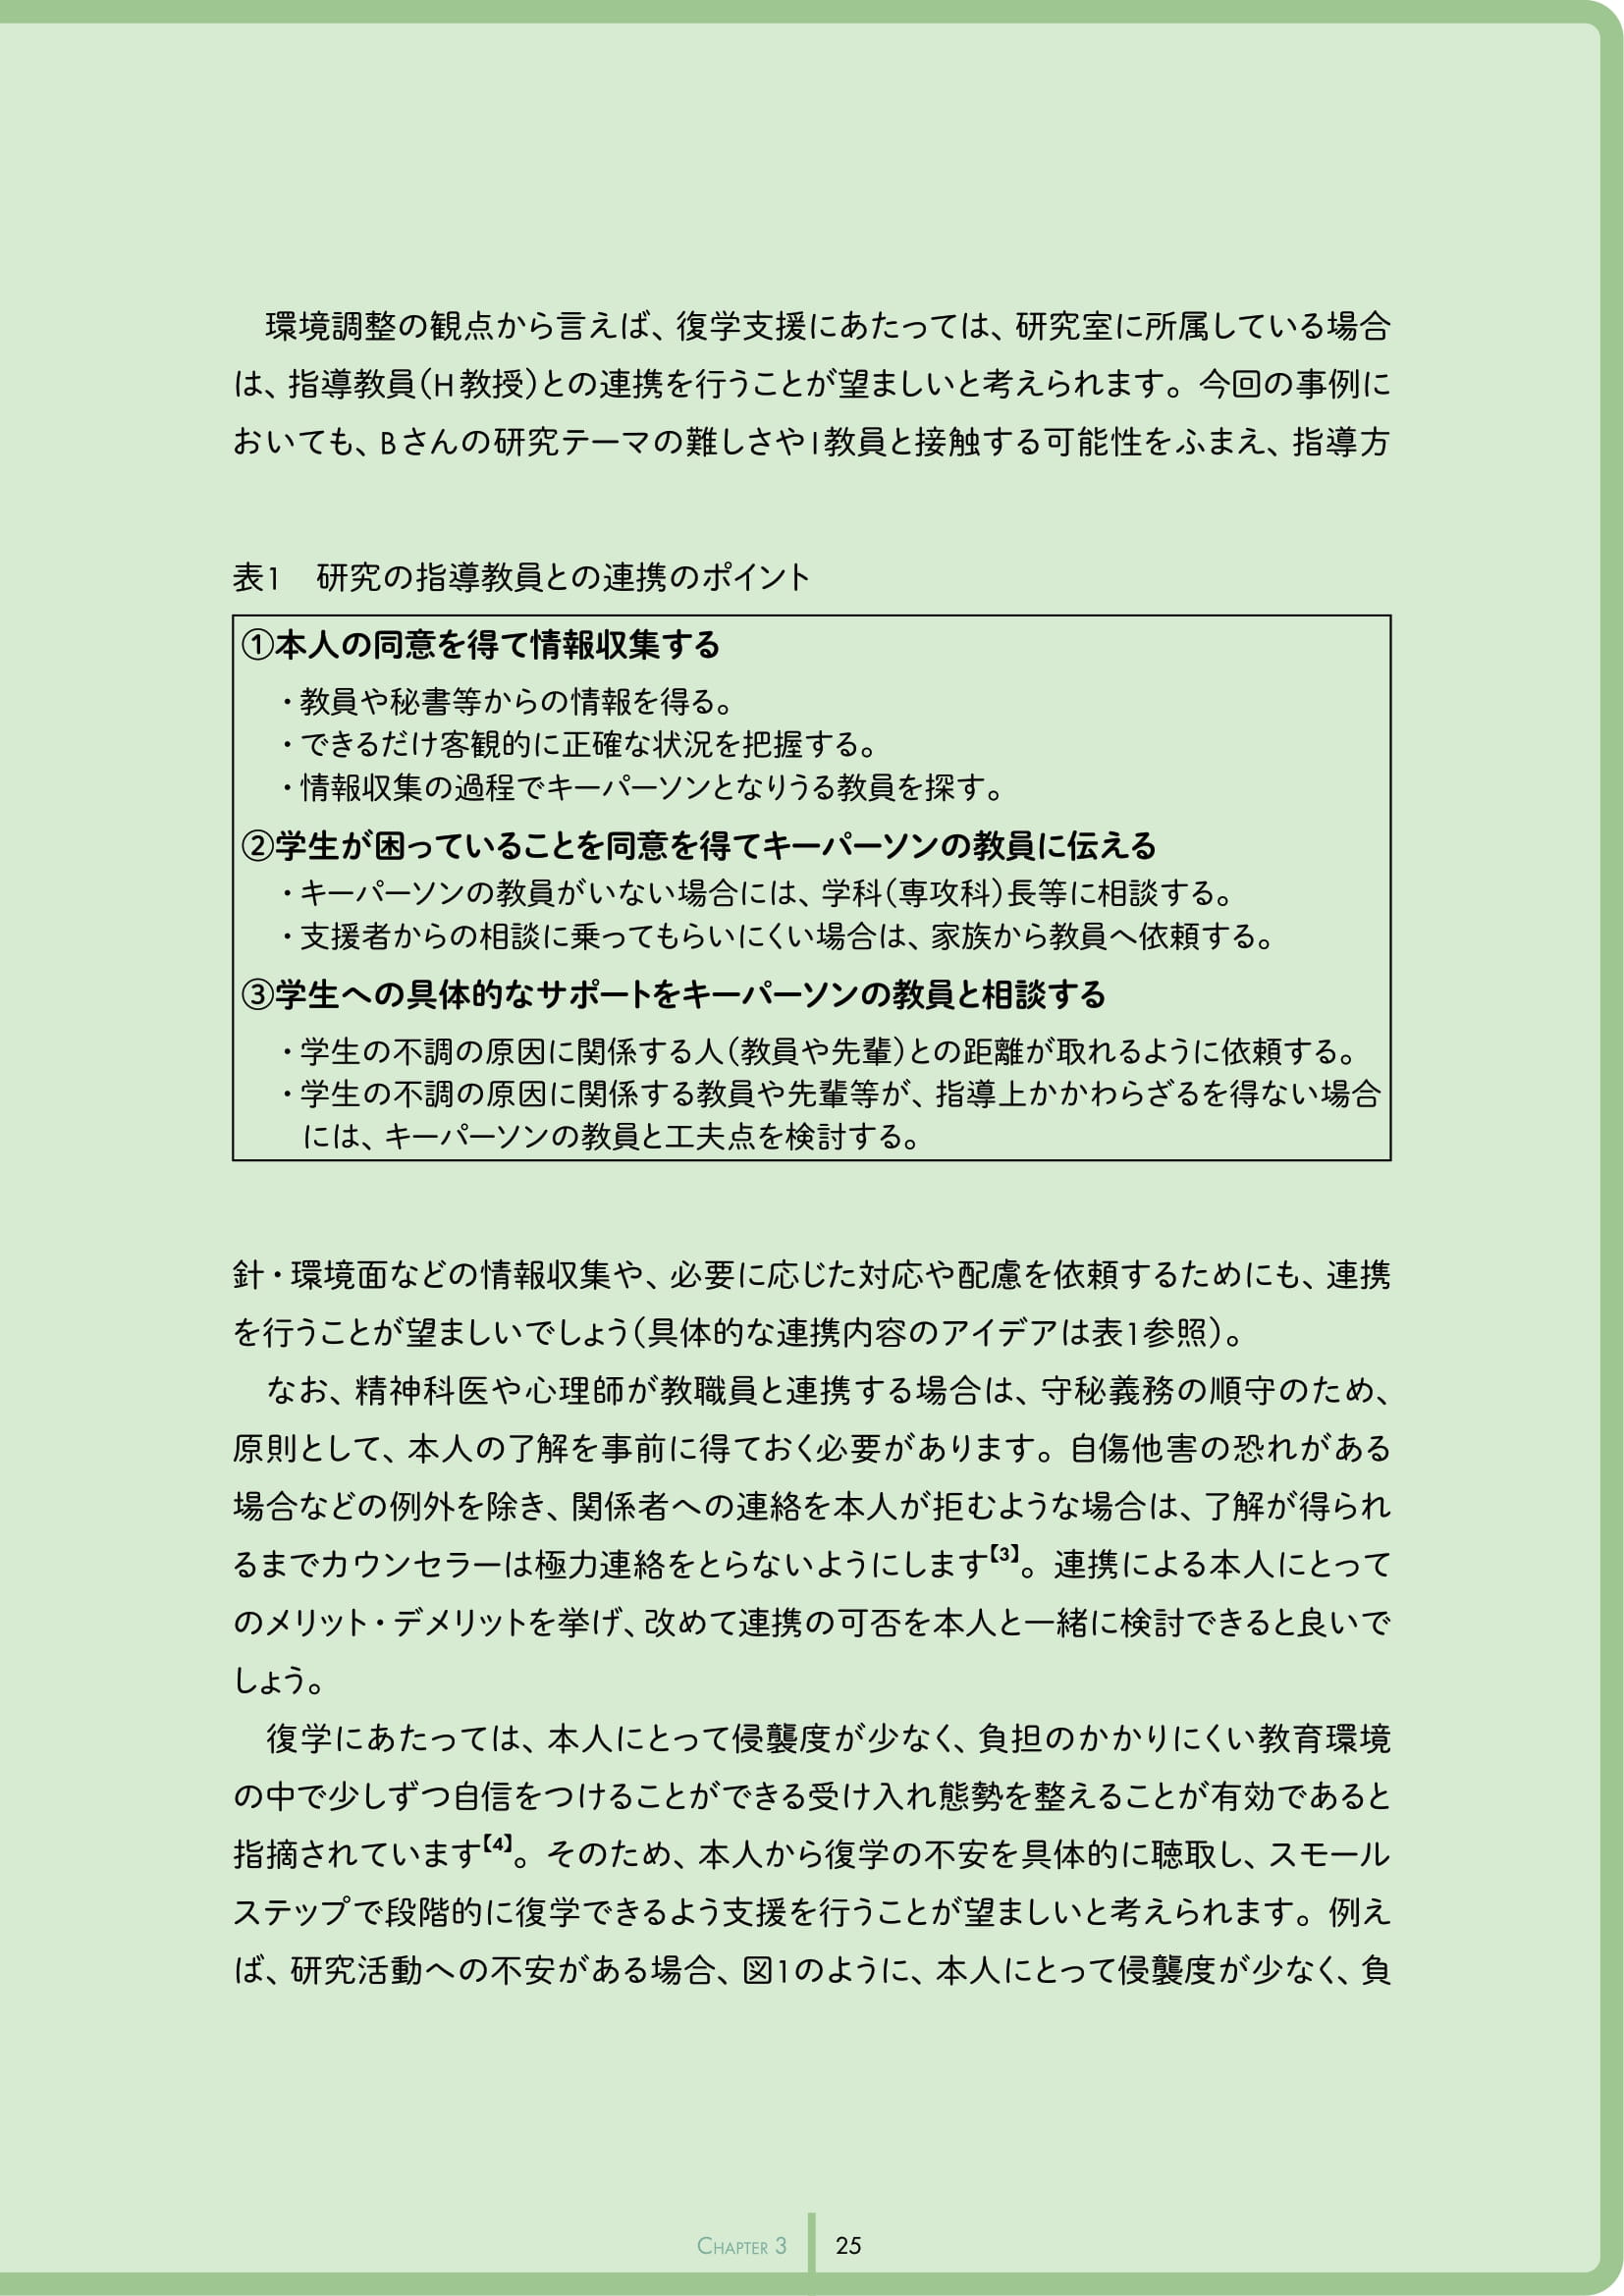 環境調整の観点から言えば、復学支援にあたっては、研究室に所属している場合
は、指導教員（H教授）との連携を行うことが望ましいと考えられます。今回の事例に
おいても、Bさんの研究テーマの難しさやI教員と接触する可能性をふまえ、指導方
表1　研究の指導教員との連携のポイント
①本人の同意を得て情報収集する
・教員や秘書等からの情報を得る。
・できるだけ客観的に正確な状況を把握する。
・情報収集の過程でキーパーソンとなりうる教員を探す。
②学生が困っていることを同意を得てキーパーソンの教員に伝える
・キーパーソンの教員がいない場合には、学科（専攻科）長等に相談する。
・支援者からの相談に乗ってもらいにくい場合は、家族から教員へ依頼する。
③学生への具体的なサポートをキーパーソンの教員と相談する
・学生の不調の原因に関係する人（教員や先輩）との距離が取れるように依頼する。
・学生の不調の原因に関係する教員や先輩等が、指導上かかわらざるを得ない場合
には、キーパーソンの教員と工夫点を検討する。
針・環境面などの情報収集や、必要に応じた対応や配慮を依頼するためにも、連携
を行うことが望ましいでしょう（具体的な連携内容のアイデアは表1参照）。
なお、精神科医や心理師が教職員と連携する場合は、守秘義務の順守のため、
原則として、本人の了解を事前に得ておく必要があります。自傷他害の恐れがある
場合などの例外を除き、関係者への連絡を本人が拒むような場合は、了解が得られ
るまでカウンセラーは極力連絡をとらないようにします【3】。連携による本人にとって
のメリット・デメリットを挙げ、改めて連携の可否を本人と一緒に検討できると良いで
しょう。
復学にあたっては、本人にとって侵襲度が少なく、負担のかかりにくい教育環境
の中で少しずつ自信をつけることができる受け入れ態勢を整えることが有効であると
指摘されています【4】。そのため、本人から復学の不安を具体的に聴取し、スモール
ステップで段階的に復学できるよう支援を行うことが望ましいと考えられます。例え
ば、研究活動への不安がある場合、図1のように、本人にとって侵襲度が少なく、負
CHAPTER 3
25